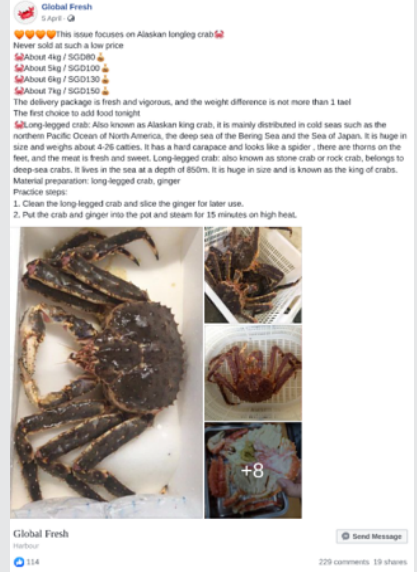 Global Fresh
5 April ·
This issue focuses on Alaskan longleg crab
Never sold at such a low price
About 4kg / SGD80
About 5kg / SGD100
About 6kg / SGD130
About 7kg / SGD150
The delivery package is fresh and vigorous, and the weight difference is not more than 1 tael
The first choice to add food tonight
Long-legged crab: Also known as Alaskan king crab, it is mainly distributed in cold seas such as the
northern Pacific Ocean of North America, the deep sea of the Bering Sea and the Sea of Japan. It is huge in
size and weighs about 4-26 catties. It has a hard carapace and looks like a spider , there are thorns on the
feet, and the meat is fresh and sweet. Long-legged crab: also known as stone crab or rock crab, belongs to
deep-sea crabs. It lives in the sea at a depth of 850m. It is huge in size and is known as the king of crabs.
Material preparation: long-legged crab, ginger
Practice steps:
1. Clean the long-legged crab and slice the ginger for later use.
2. Put the crab and ginger into the pot and steam for 15 minutes on high heat.
+8
Global Fresh
Harbour
Send Message
114
229 comments 19 shares